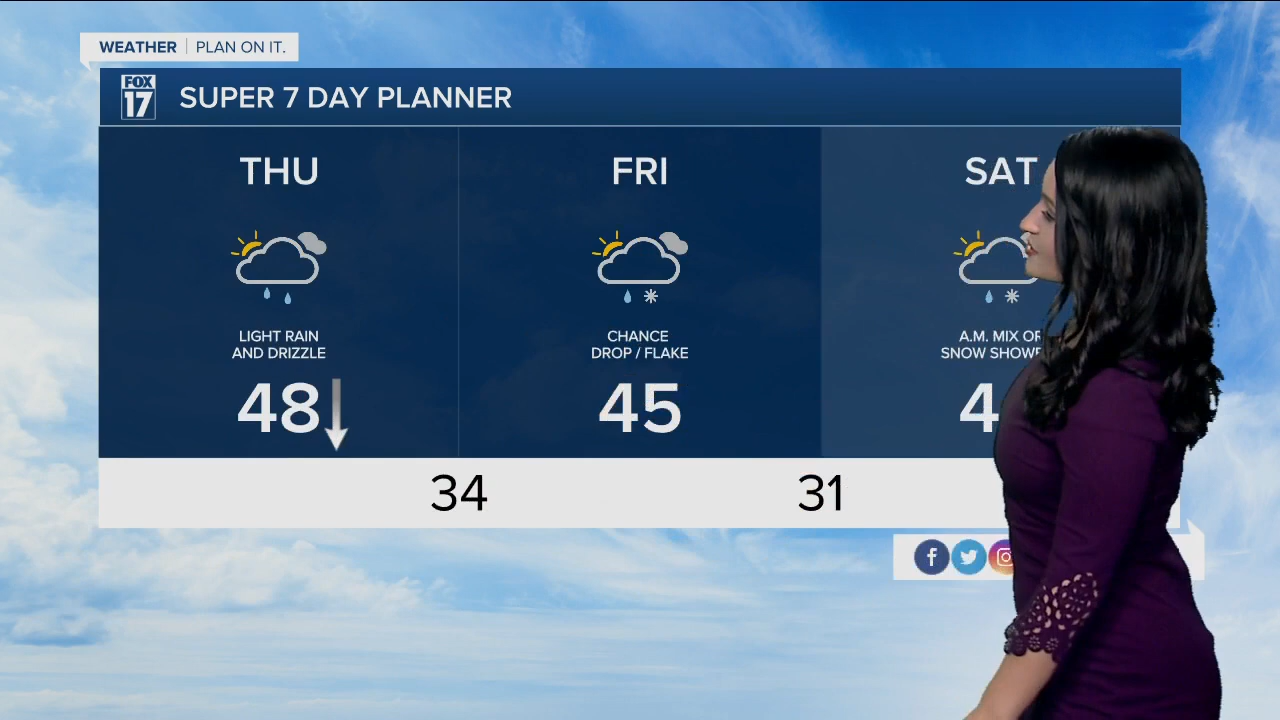 WEATHER PLAN ON IT.
FOX
17
SUPER 7 DAY PLANNER
THU
FRI
SAT
LIGHT RAIN
AND DRIZZLE
CHANCE
DROP / FLAKE
A.M. MIX OR
SNOW
48
45
34
31